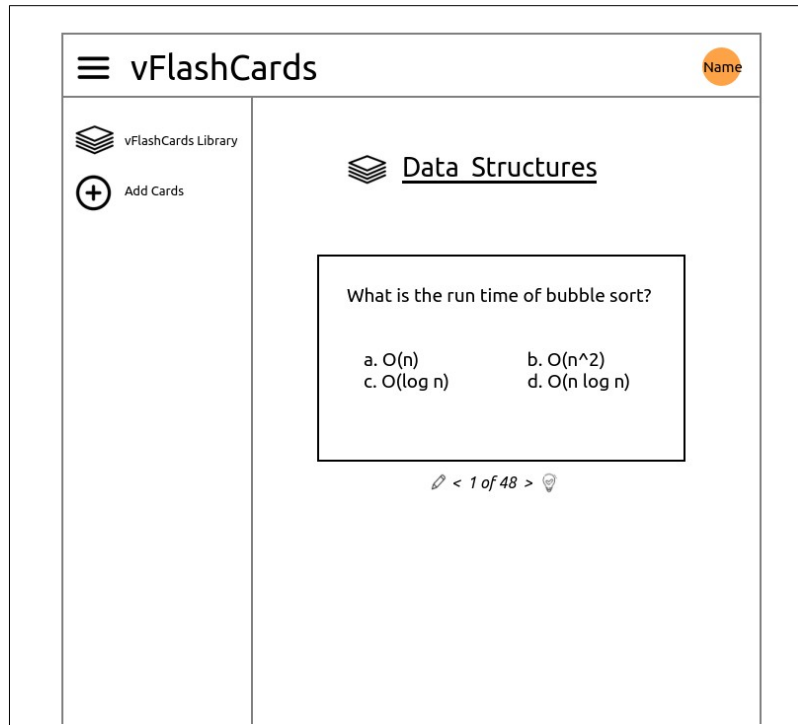 vFlashCards
Name
vFlashCards Library
Add Cards
Data Structures
What is the run time of bubble sort?
a. O(n) b. O(n^2)
c. O(log n) d. O(n log n)
< 1 of 48 >